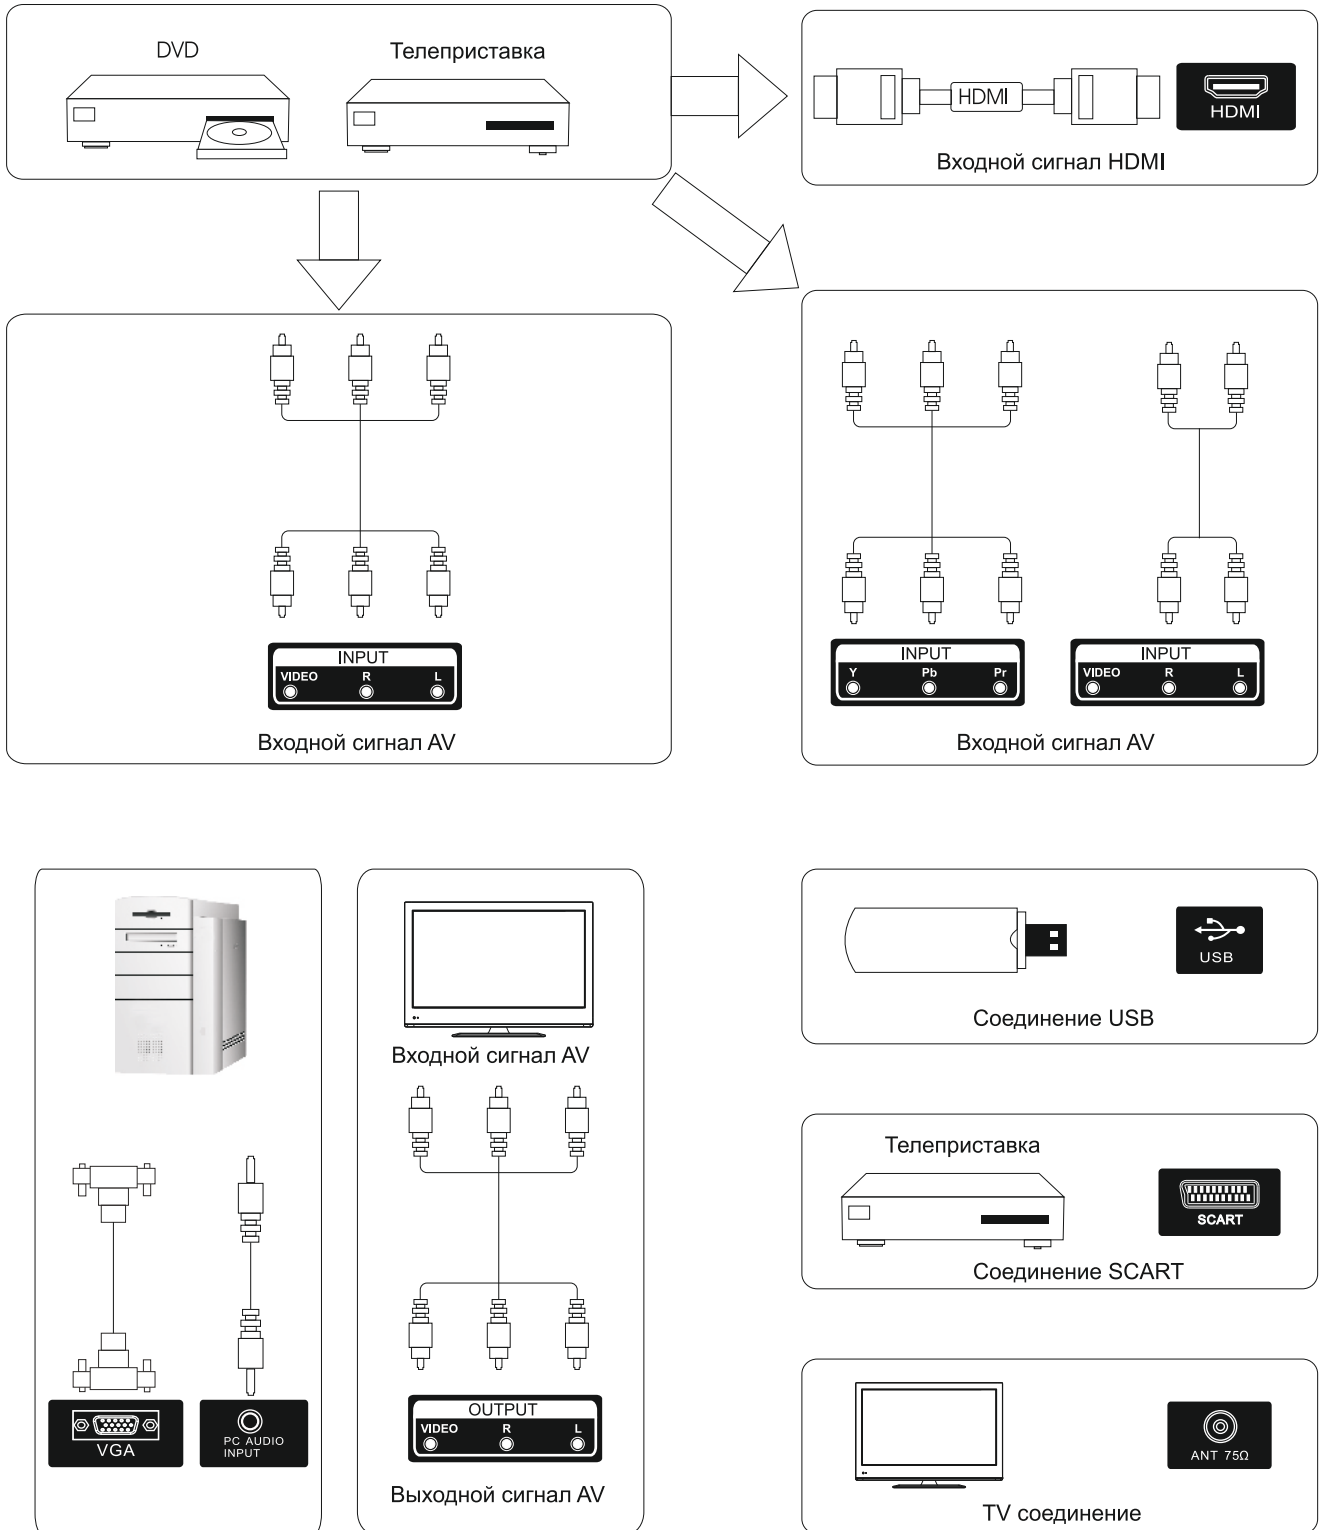 DVD
Телеприставка
HDMI
HDMI
Входной сигнал HDMI
INPUT
VIDEO R L
Входной сигнал AV
INPUT
Y Pb Pr
INPUT
VIDEO R L
Входной сигнал AV
VGA
PC AUDIO
INPUT
Входной сигнал AV
OUTPUT
VIDEO R L
Выходной сигнал AV
USB
Соединение USB
Телеприставка
SCART
Соединение SCART
ANT 75Ω
TV соединение